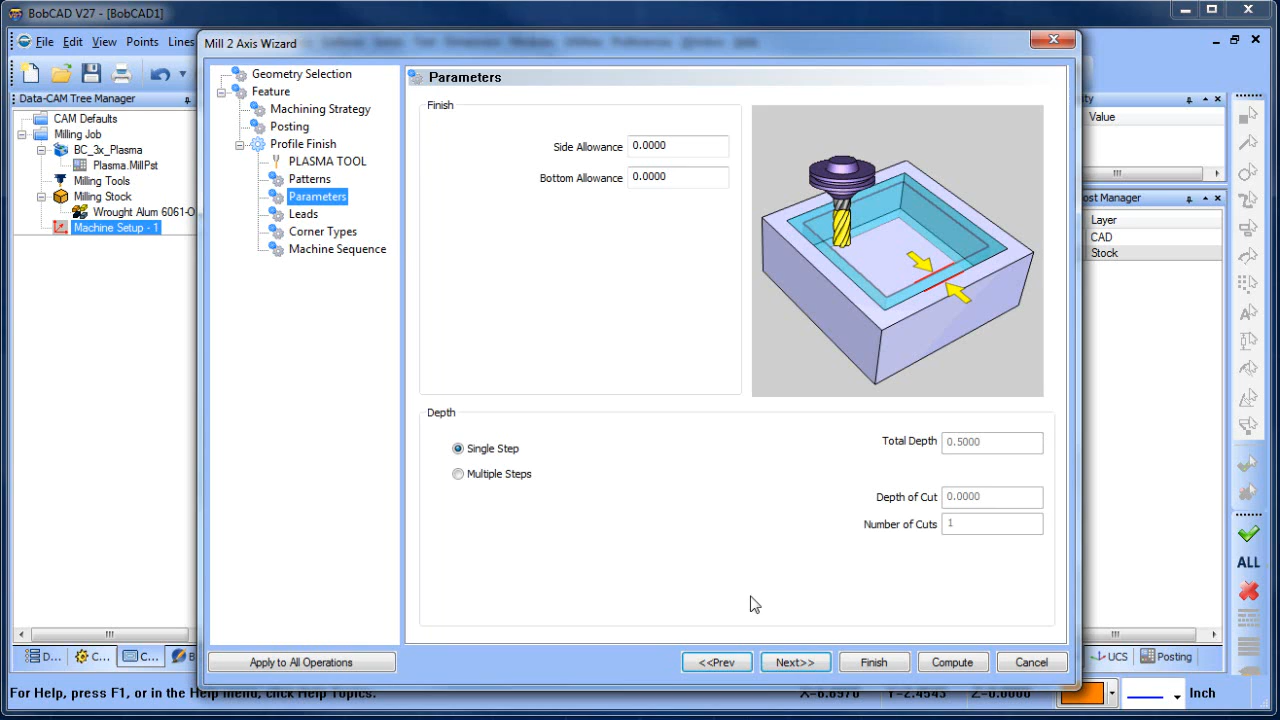 BobCAD V27 - [BobCAD1]
File Edit View Points Lines
Data-CAM Tree Manager
CAM Defaults
Milling Job
BC_3x_Plasma
Plasma.MillPst
Milling Tools
Milling Stock
Wrought Alum 6061-O
Machine Setup - 1
D...
C...
C...
B
Mill 2 Axis Wizard
Geometry Selection
Feature
Machining Strategy
Posting
Profile Finish
PLASMA TOOL
Patterns
Parameters
Leads
Corner Types
Machine Sequence
Parameters
Finish
Side Allowance 0.0000
Bottom Allowance 0.0000
Depth
Single Step
Multiple Steps
Total Depth 0.5000
Depth of Cut 0.0000
Number of Cuts 1
Apply to All Operations
<<Prev
Next>>
Finish
Compute
Cancel
ty
Value
ost Manager
Layer
CAD
Stock
ALL
UCS
Posting
For Help, press F1, or in the Help menu, click Help Topics.
Inch